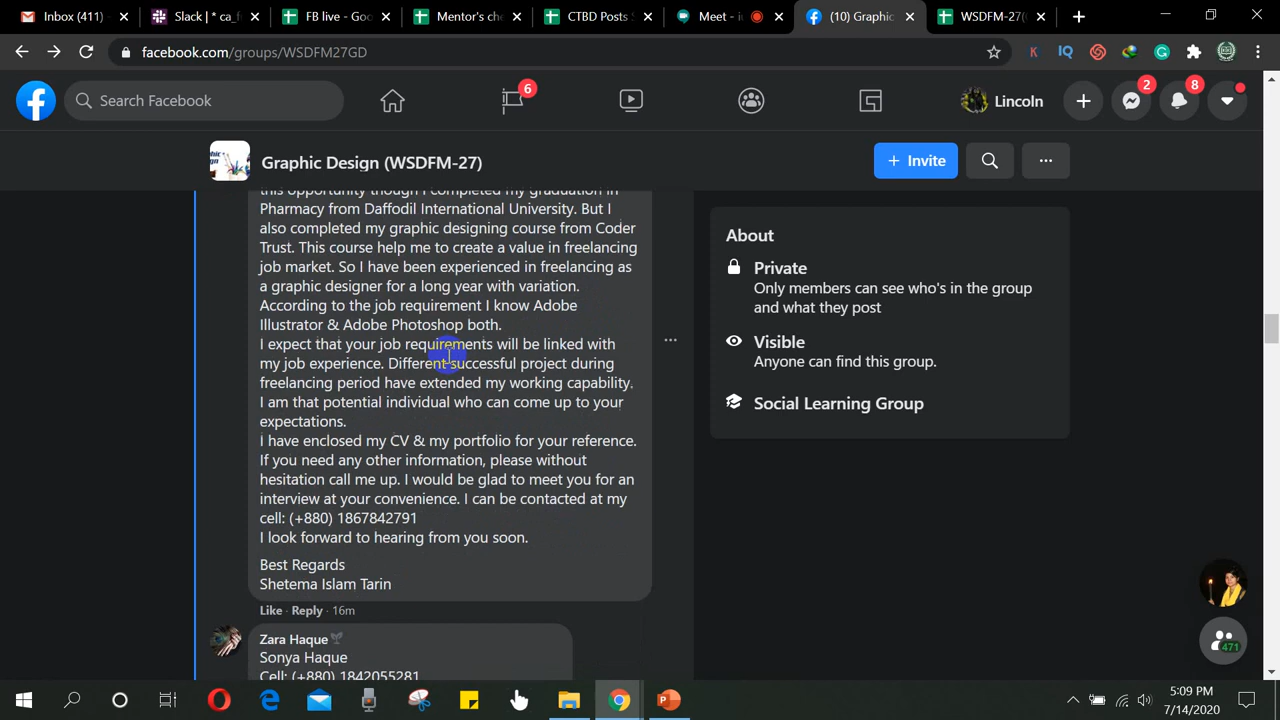 Inbox (411)
Slack | * ca_f
FB live - Goo
Mentor's che
CTBD Posts S
Meet - i
(10) Graphic
WSDFM-27(
facebook.com/groups/WSDFM27GD
Search Facebook
6
Lincoln
2
8
Graphic Design (WSDFM-27)
+ Invite
this opportunity though I completed my graduation in
Pharmacy from Daffodil International University. But I
also completed my graphic designing course from Coder
Trust. This course help me to create a value in freelancing
job market. So I have been experienced in freelancing as
a graphic designer for a long year with variation.
According to the job requirement I know Adobe
Illustrator & Adobe Photoshop both.
I expect that your job requirements will be linked with
my job experience. Different successful project during
freelancing period have extended my working capability.
I am that potential individual who can come up to your
expectations.
I have enclosed my CV & my portfolio for your reference.
If you need any other information, please without
hesitation call me up. I would be glad to meet you for an
interview at your convenience. I can be contacted at my
cell: (+880) 1867842791
I look forward to hearing from you soon.
Best Regards
Shetema Islam Tarin
Like · Reply · 16m
Zara Haque
Sonya Haque
Cell: (+880) 1842055281
About
Private
Only members can see who's in the group
and what they post
Visible
Anyone can find this group.
Social Learning Group
471
5:09 PM
7/14/2020